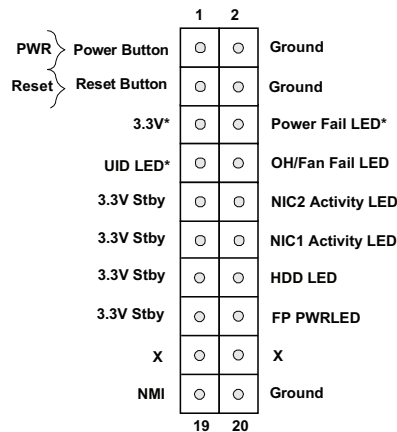 1 2
PWR Power Button Ground
Reset Reset Button Ground
3.3V* Power Fail LED*
UID LED* OH/Fan Fail LED
3.3V Stby NIC2 Activity LED
3.3V Stby NIC1 Activity LED
3.3V Stby HDD LED
3.3V Stby FP PWRLED
X X
NMI Ground
19 20